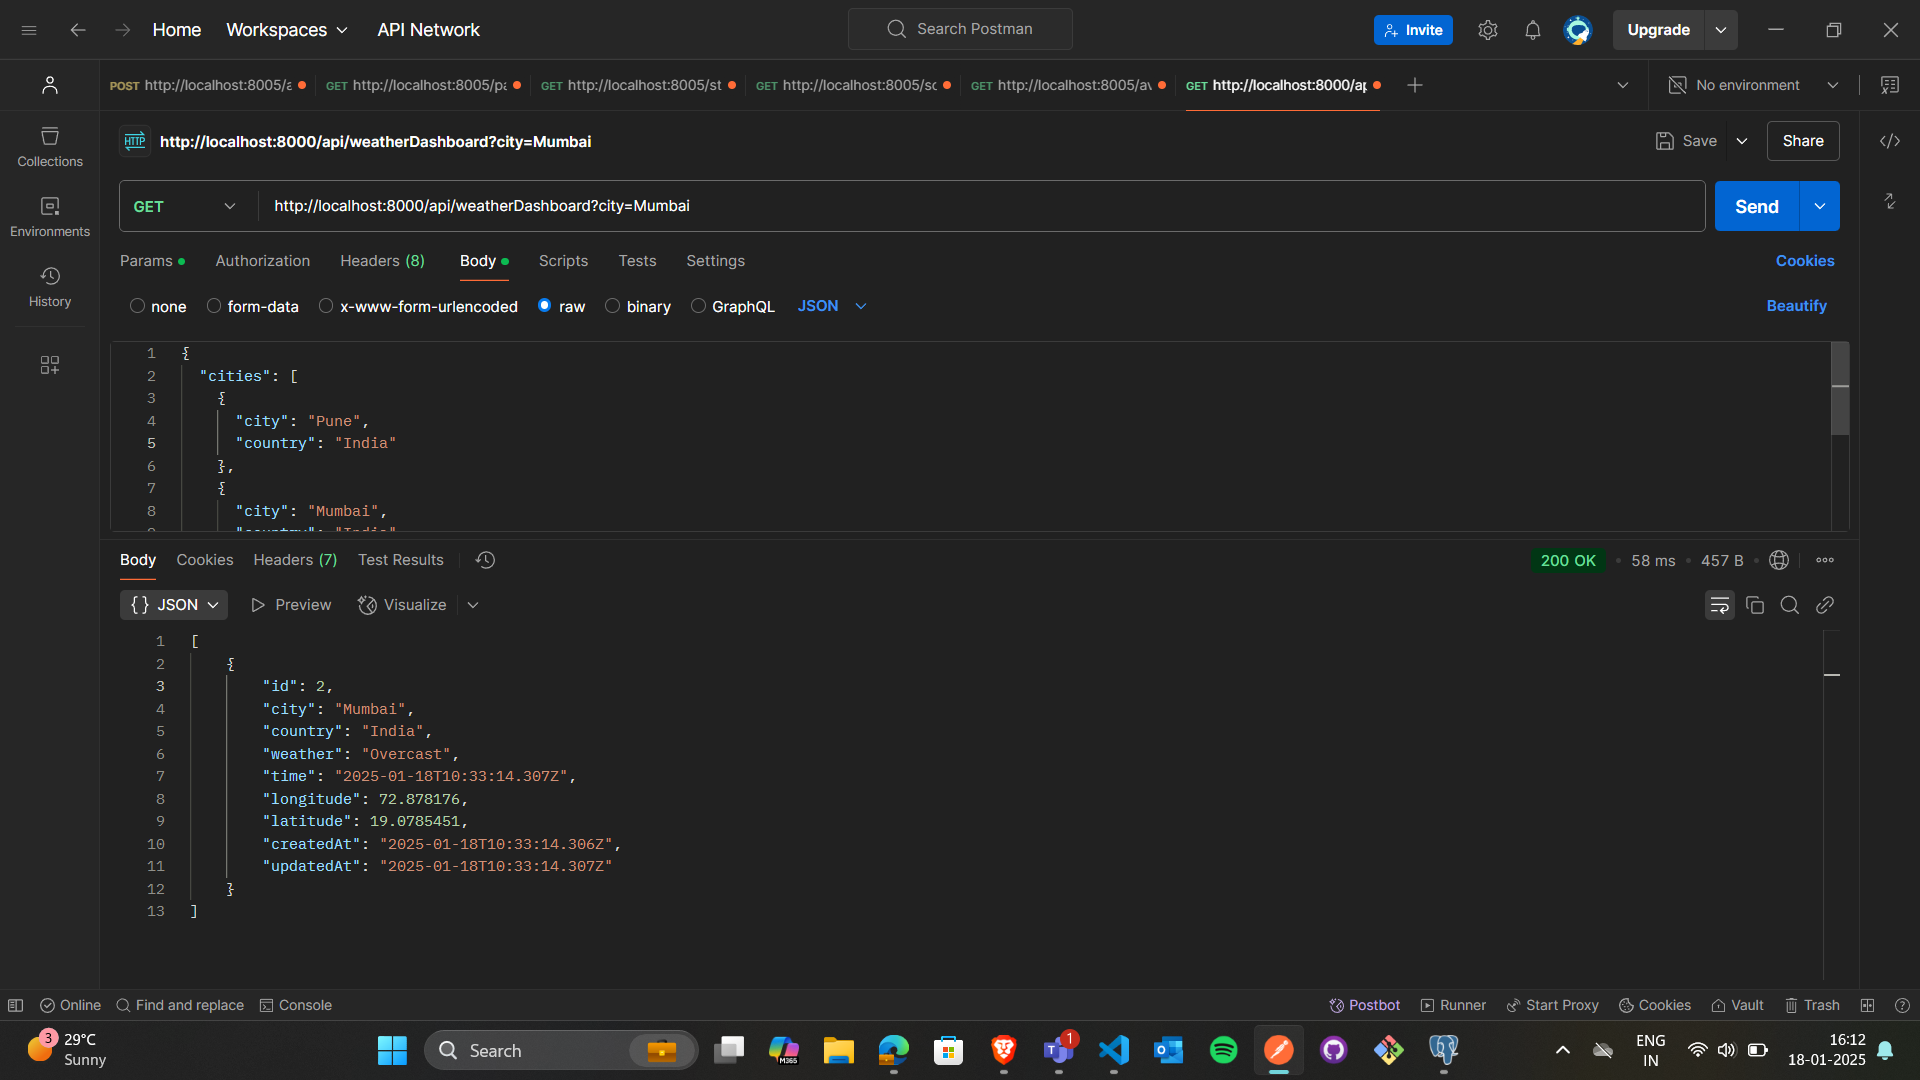 Home Workspaces API Network Search Postman Invite Upgrade
POST http://localhost:8005/a GET http://localhost:8005/pa GET http://localhost:8005/st GET http://localhost:8005/sc GET http://localhost:8005/av GET http://localhost:8000/ap No environment
HTTP http://localhost:8000/api/weatherDashboard?city=Mumbai Save Share
Collections
Environments
History
GET http://localhost:8000/api/weatherDashboard?city=Mumbai Send
Params Authorization Headers (8) Body Scripts Tests Settings Cookies
none form-data x-www-form-urlencoded raw binary GraphQL JSON Beautify
1 {
2 "cities": [
3 {
4 "city": "Pune",
5 "country": "India"
6 },
7 {
8 "city": "Mumbai",
9 "country": "India"
Body Cookies Headers (7) Test Results 200 OK • 58 ms • 457 B •
{} JSON Preview Visualize
1 [
2 {
3 "id": 2,
4 "city": "Mumbai",
5 "country": "India",
6 "weather": "Overcast",
7 "time": "2025-01-18T10:33:14.307Z",
8 "longitude": 72.878176,
9 "latitude": 19.0785451,
10 "createdAt": "2025-01-18T10:33:14.306Z",
11 "updatedAt": "2025-01-18T10:33:14.307Z"
12 }
13 ]
Online Find and replace Console Postbot Runner Start Proxy Cookies Vault Trash
3 29°C
Sunny
Search
M365
1
ENG
IN
16:12
18-01-2025